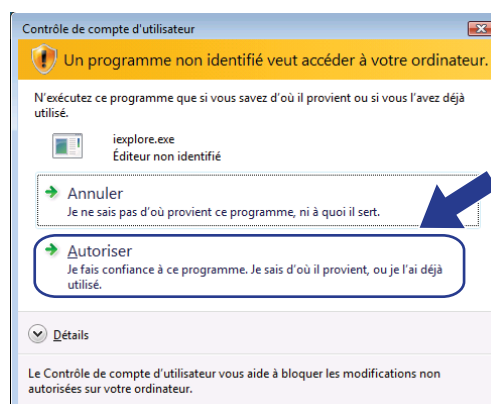 Contrôle de compte d'utilisateur
Un programme non identifié veut accéder à votre ordinateur.
N'exécutez ce programme que si vous savez d'où il provient ou si vous l'avez déjà
utilisé.
iexplore.exe
Éditeur non identifié
Annuler
Je ne sais pas d'où provient ce programme, ni à quoi il sert.
Autoriser
Je fais confiance à ce programme. Je sais d'où il provient, ou je l'ai déjà
utilisé.
Détails
Le Contrôle de compte d'utilisateur vous aide à bloquer les modifications non
autorisées sur votre ordinateur.